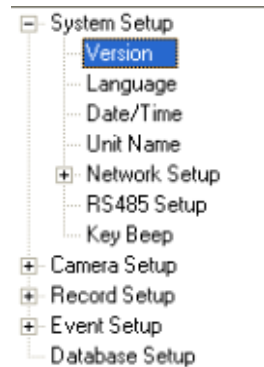 System Setup
Version
Language
Date/Time
Unit Name
Network Setup
RS485 Setup
Key Beep
Camera Setup
Record Setup
Event Setup
Database Setup